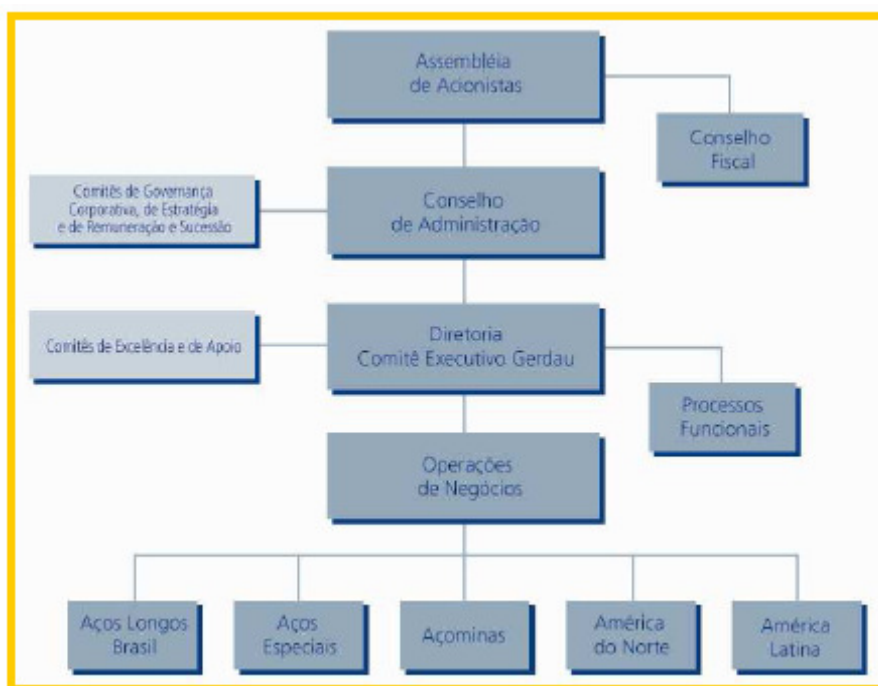 Assembléia
de Acionistas
Conselho
Fiscal
Comitês de Governança
Corporativa, de Estratégia
e de Remuneração e Sucessão
Conselho
de Administração
Comitês de Excelência e de Apoio
Diretoria
Comitê Executivo Gerdau
Processos
Funcionais
Operações
de Negócios
Aços Longos
Brasil
Aços
Especiais
Açominas
América
do Norte
América
Latina